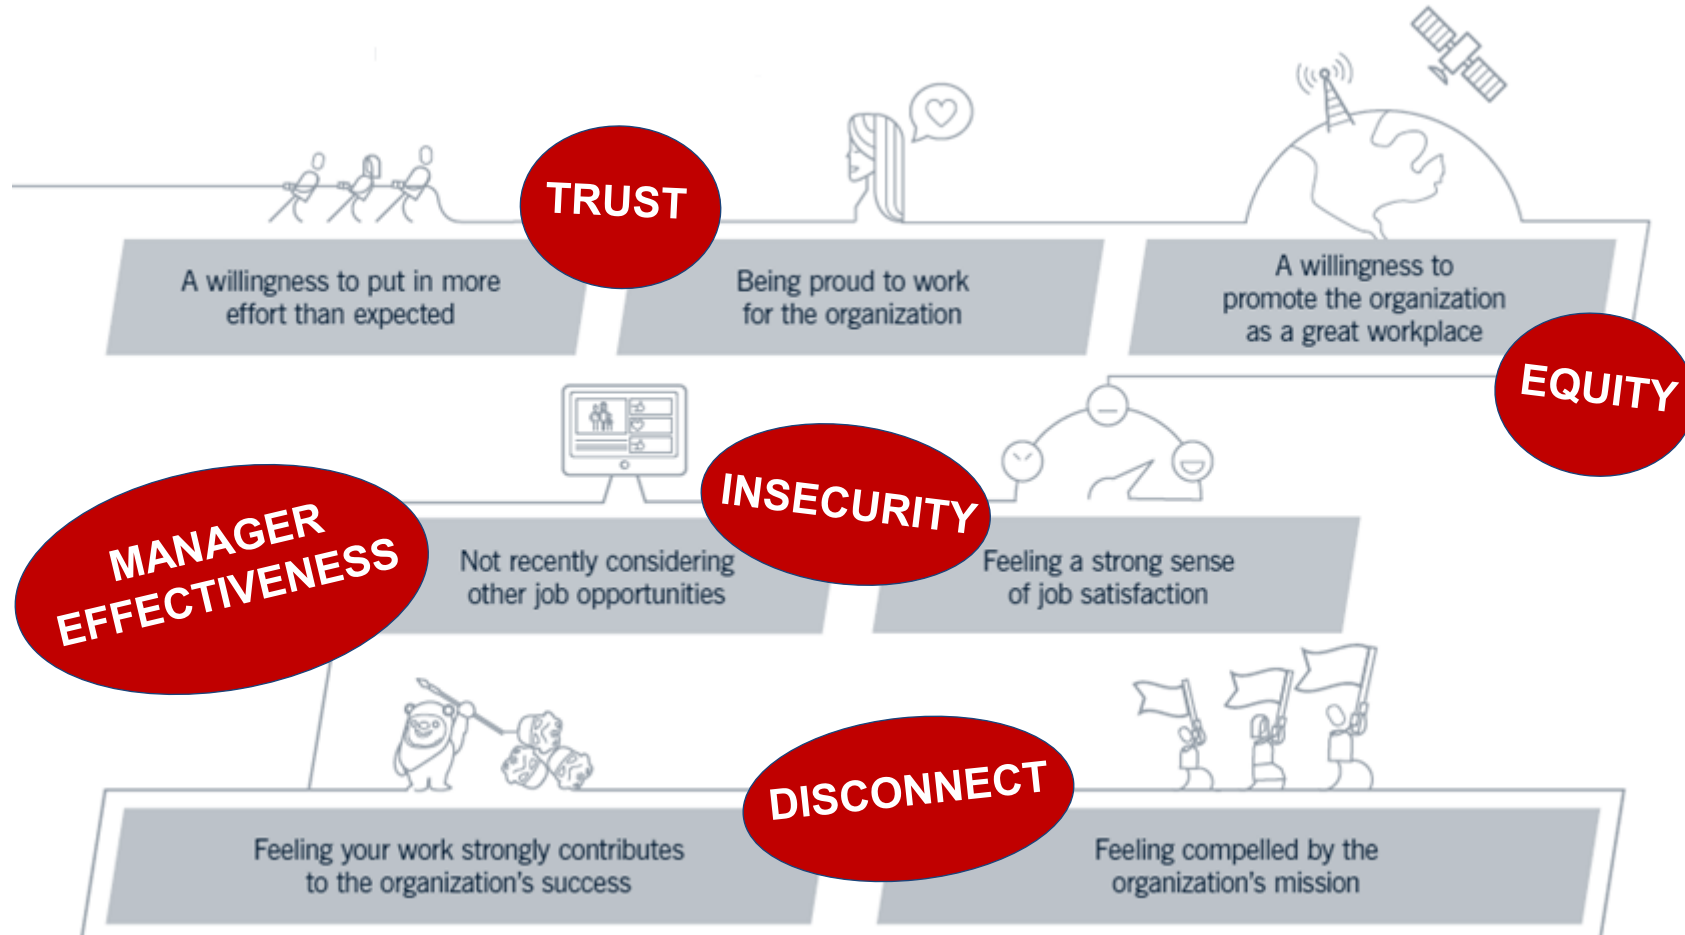 TRUST
A willingness to put in more
effort than expected
Being proud to work
for the organization
A willingness to
promote the organization
as a great workplace
EQUITY
MANAGER
EFFECTIVENESS
INSECURITY
Not recently considering
other job opportunities
Feeling a strong sense
of job satisfaction
DISCONNECT
Feeling your work strongly contributes
to the organization's success
Feeling compelled by the
organization's mission